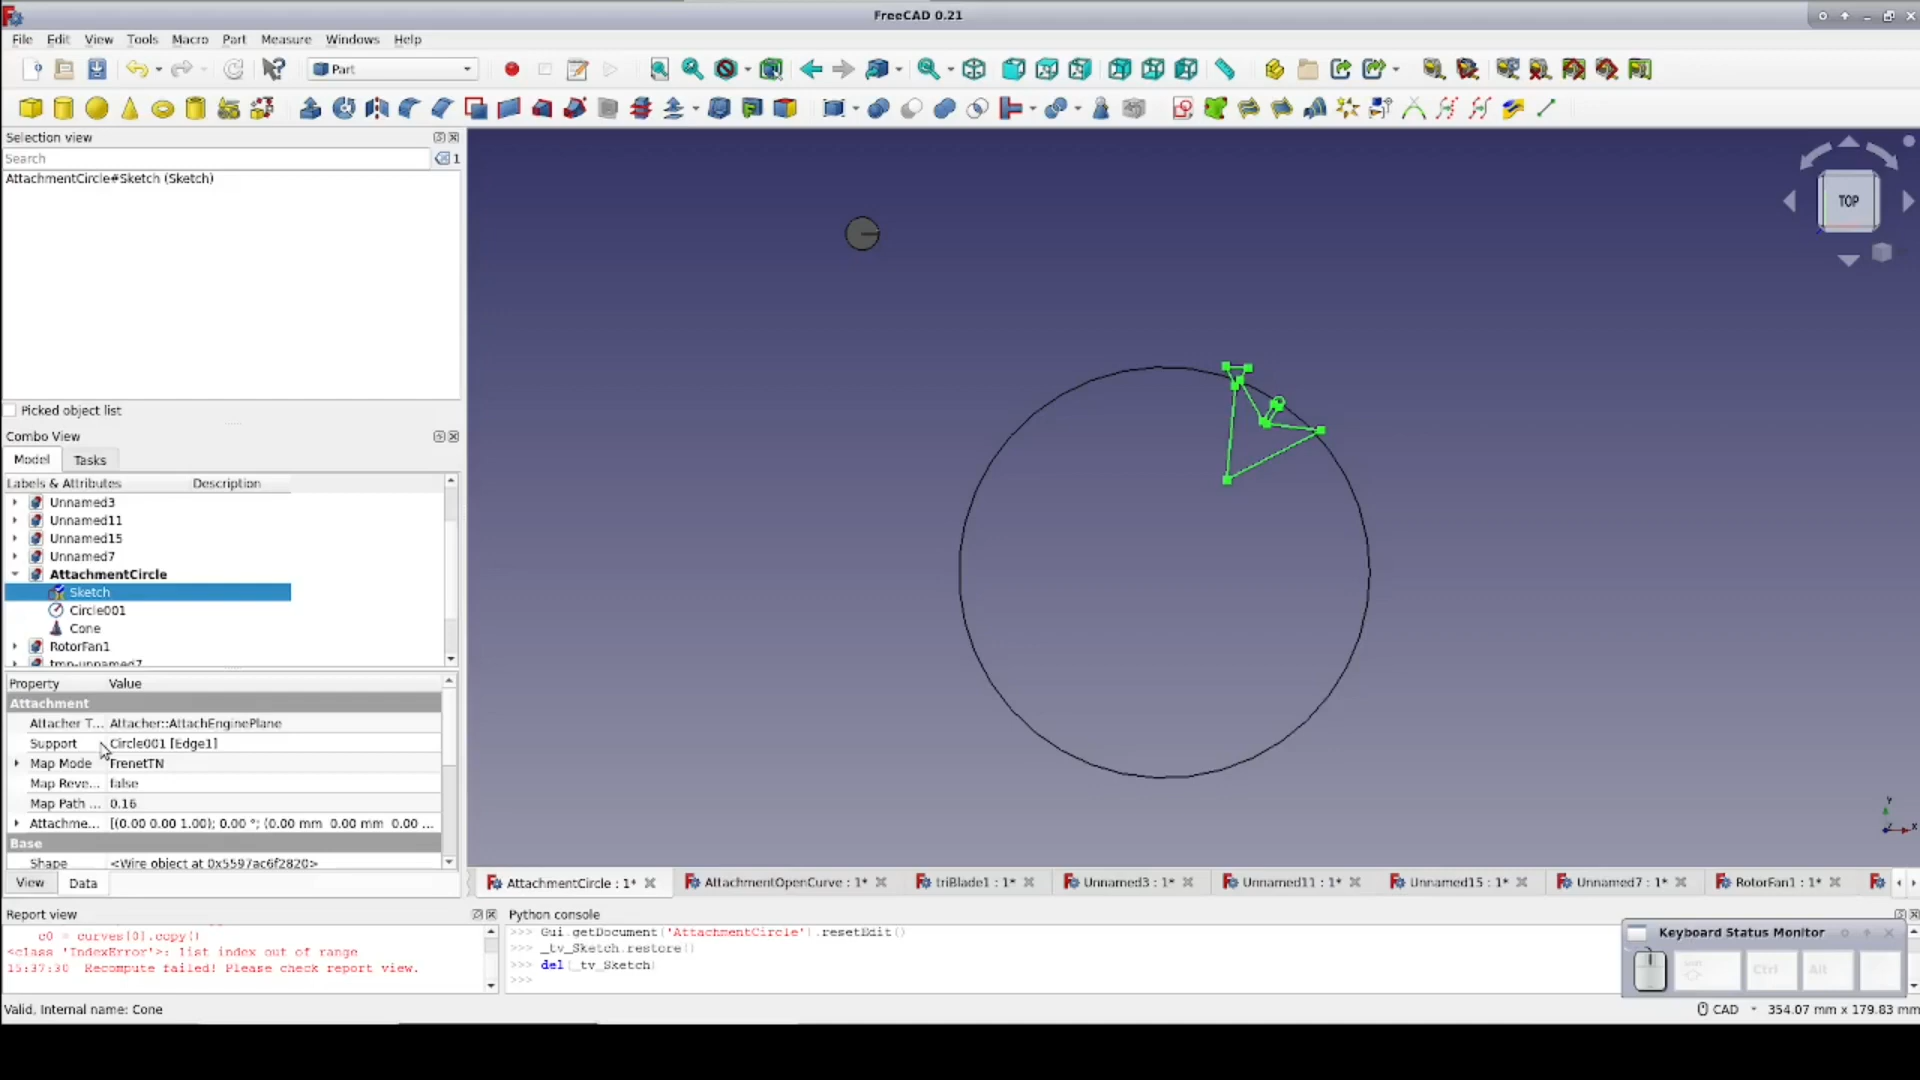 FreeCAD 0.21
File Edit View Tools Macro Part Measure Windows Help
Part
Selection view
Search
1
AttachmentCircle#Sketch (Sketch)
TOP
Picked object list
Combo View
Model Tasks
Labels & Attributes Description
Unnamed3
Unnamed11
Unnamed15
Unnamed7
AttachmentCircle
Sketch
Circle001
Cone
RotorFan1
tmp-unnamed7
Property Value
Attachment
Attacher T... Attacher::AttachEnginePlane
Support Circle001 [Edge1]
Map Mode FrenetTN
Map Reve... false
Map Path ... 0.16
Attachme... [(0.00 0.00 1.00); 0.00 °; (0.00 mm 0.00 mm 0.00 ...
Base
Shape <Wire object at 0x5597ac6f2820>
View Data
Y
X
AttachmentCircle : 1* AttachmentOpenCurve : 1* triBlade1 : 1* Unnamed3 : 1* Unnamed11 : 1* Unnamed15 : 1* Unnamed7 : 1* RotorFan1 : 1*
Report view
c0 = curves[0].copy()
<class 'IndexError'>: list index out of range
15:37:30 Recompute failed! Please check report view.
Python console
>>> Gui.getDocument('AttachmentCircle').resetEdit()
>>> _tv_Sketch.restore()
>>> del(_tv_Sketch)
>>>
Keyboard Status Monitor
Ctrl Alt
Valid, Internal name: Cone
CAD 354.07 mm x 179.83 mm